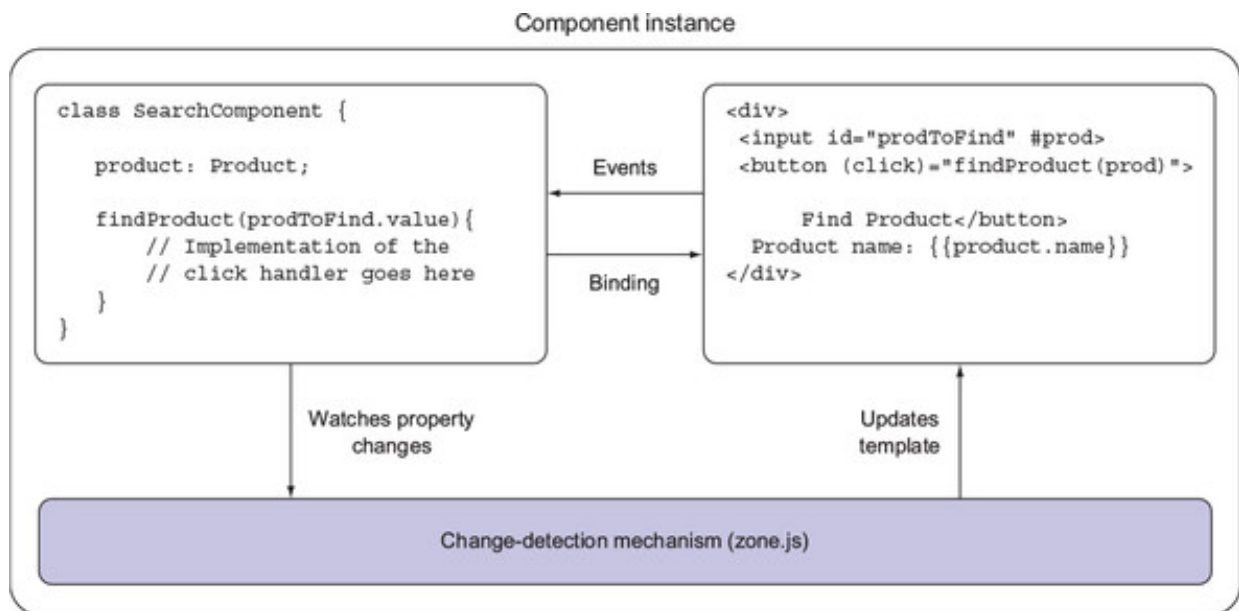 Component instance
class SearchComponent {
product: Product;
findProduct(prodToFind.value){
// Implementation of the
// click handler goes here
}
}
Events
Binding
<div>
<input id="prodToFind" #prod>
<button (click)="findProduct(prod)">
Find Product</button>
Product name: {{product.name}}
</div>
Watches property
changes
Updates
template
Change-detection mechanism (zone.js)